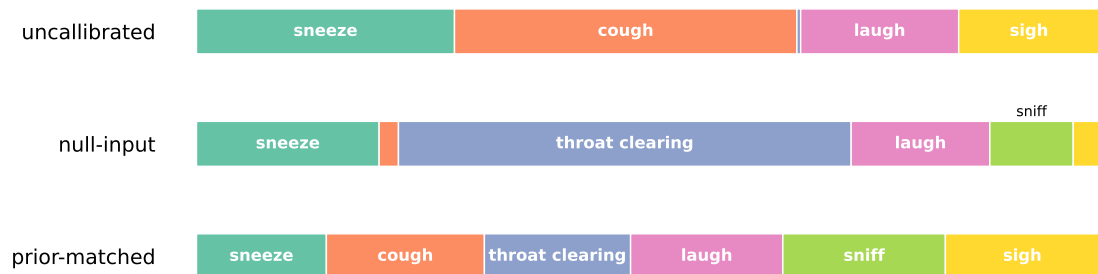 uncallibrated
sneeze
cough
laugh
sigh
sniff
null-input
sneeze
throat clearing
laugh
prior-matched
sneeze
cough
throat clearing
laugh
sniff
sigh